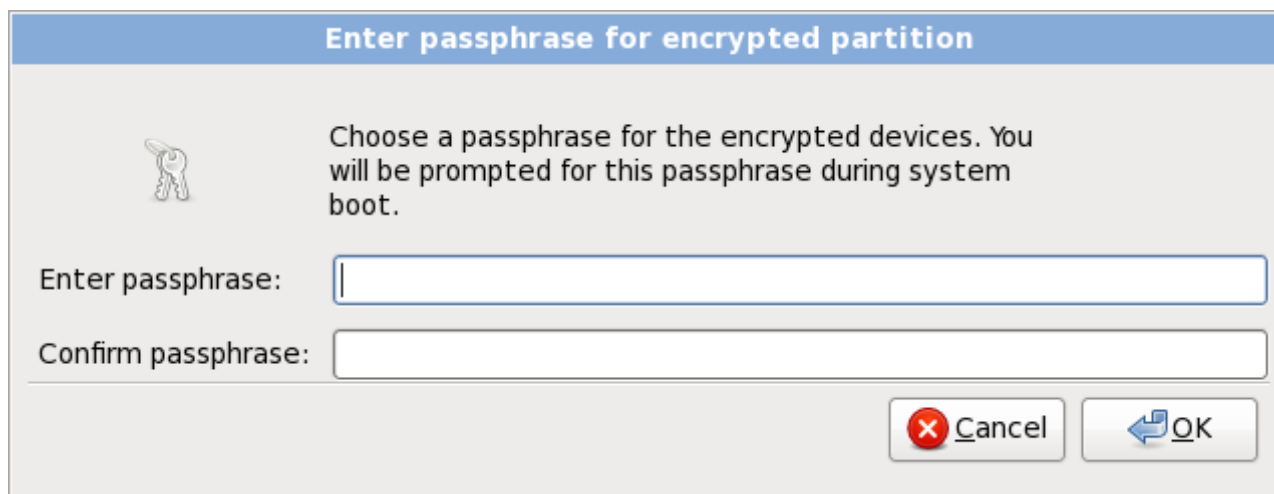 Enter passphrase for encrypted partition
Choose a passphrase for the encrypted devices. You
will be prompted for this passphrase during system
boot.
Enter passphrase:
Confirm passphrase:
Cancel
OK